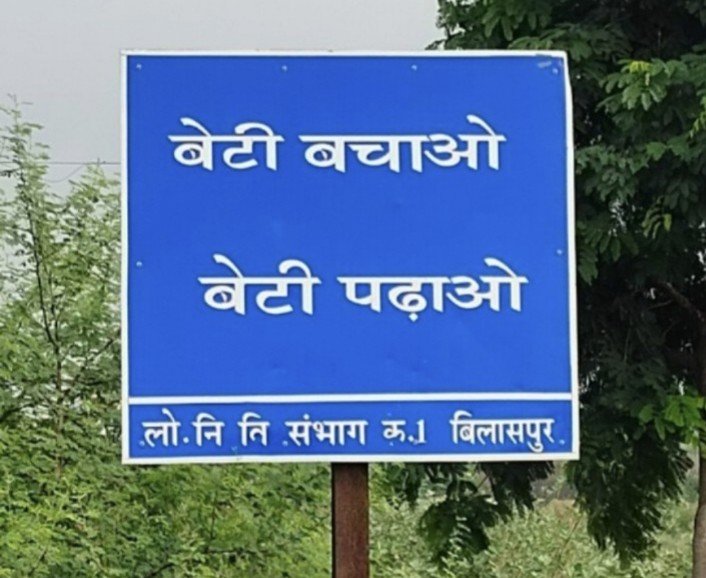 बेटी बचाओ
बेटी पढ़ाओ
लो.नि ति संभाग क.1 बिलासपुर